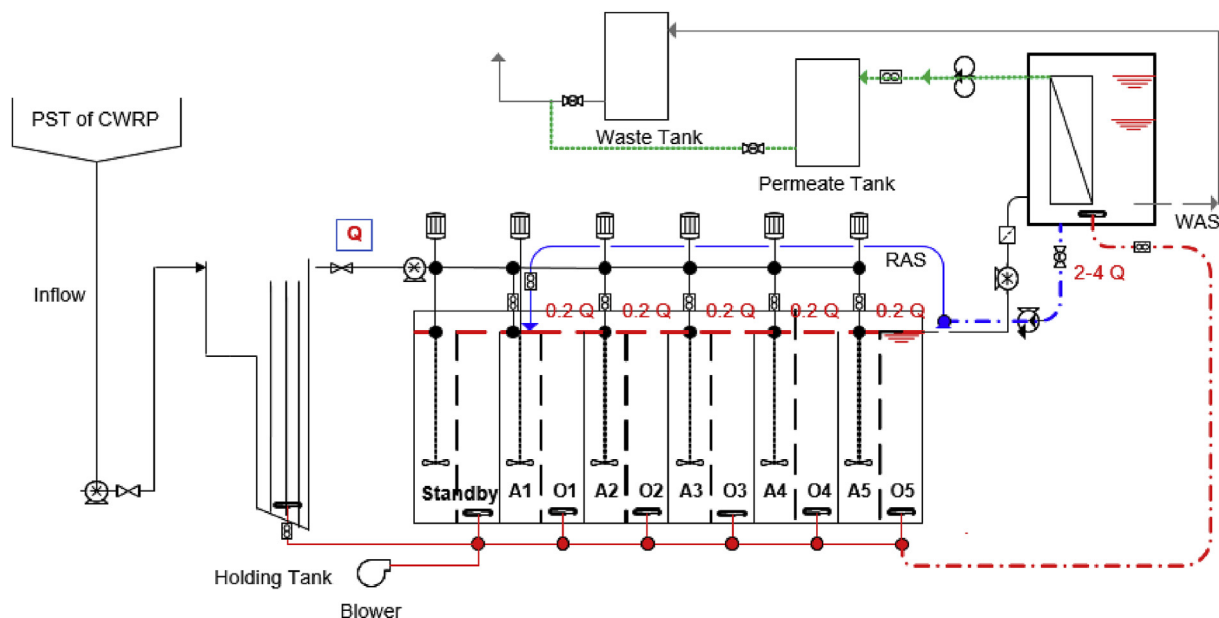 PST of CWRP
Waste Tank
Permeate Tank
WAS
Q
RAS
2-4 Q
Inflow
0.2 Q
0.2 Q
0.2 Q
0.2 Q
0.2 Q
Standby
A1
O1
A2
O2
A3
O3
A4
O4
A5
O5
Holding Tank
Blower